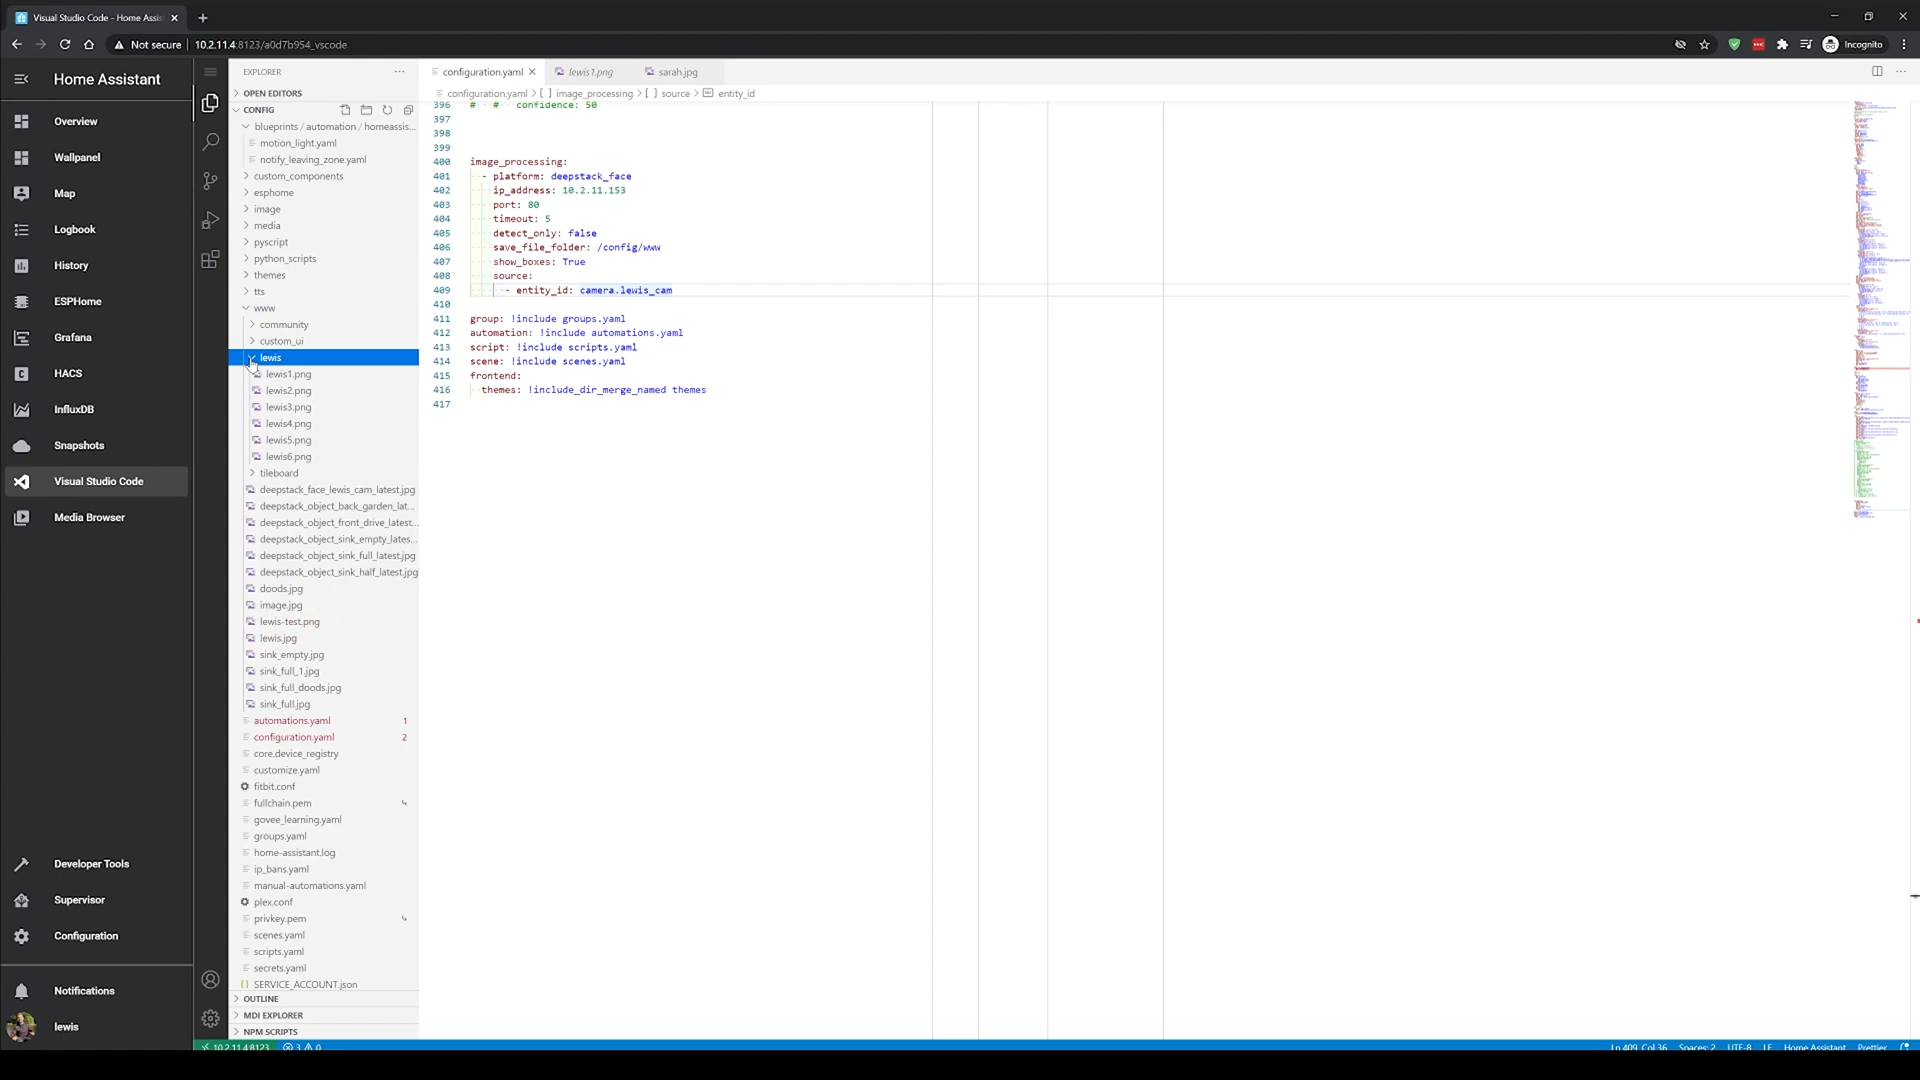 Visual Studio Code - Home Assis
Not secure
10.2.11.4:8123/a0d7b954_vscode
Incognito
Home Assistant
Overview
Wallpanel
Map
Logbook
History
ESPHome
Grafana
HACS
InfluxDB
Snapshots
Visual Studio Code
Media Browser
Developer Tools
Supervisor
Configuration
Notifications
lewis
EXPLORER
OPEN EDITORS
CONFIG
blueprints / automation / homeassis...
motion_light.yaml
notify_leaving_zone.yaml
custom_components
esphome
image
media
pyscript
python_scripts
themes
tts
www
community
custom_ui
lewis
lewis1.png
lewis2.png
lewis3.png
lewis4.png
lewis5.png
lewis6.png
tileboard
deepstack_face_lewis_cam_latest.jpg
deepstack_object_back_garden_lat...
deepstack_object_front_drive_latest...
deepstack_object_sink_empty_lates...
deepstack_object_sink_full_latest.jpg
deepstack_object_sink_half_latest.jpg
doods.jpg
image.jpg
lewis-test.png
lewis.jpg
sink_empty.jpg
sink_full_1.jpg
sink_full_doods.jpg
sink_full.jpg
automations.yaml 1
configuration.yaml 2
core.device_registry
customize.yaml
fitbit.conf
fullchain.pem
govee_learning.yaml
groups.yaml
home-assistant.log
ip_bans.yaml
manual-automations.yaml
plex.conf
privkey.pem
scenes.yaml
scripts.yaml
secrets.yaml
SERVICE_ACCOUNT.json
OUTLINE
MDI EXPLORER
NPM SCRIPTS
configuration.yaml
lewis1.png
sarah.jpg
configuration.yaml > [ ] image_processing > [ ] source > entity_id
396 # # confidence: 50
397
398
399
400 image_processing:
401 - platform: deepstack_face
402 ip_address: 10.2.11.153
403 port: 80
404 timeout: 5
405 detect_only: false
406 save_file_folder: /config/www
407 show_boxes: True
408 source:
409 - entity_id: camera.lewis_cam
410
411 group: !include groups.yaml
412 automation: !include automations.yaml
413 script: !include scripts.yaml
414 scene: !include scenes.yaml
415 frontend:
416 themes: !include_dir_merge_named themes
417
10.2.11.4:8123 3 0
Ln 409, Col 36 Spaces: 2 UTF-8 LF Home Assistant Prettier